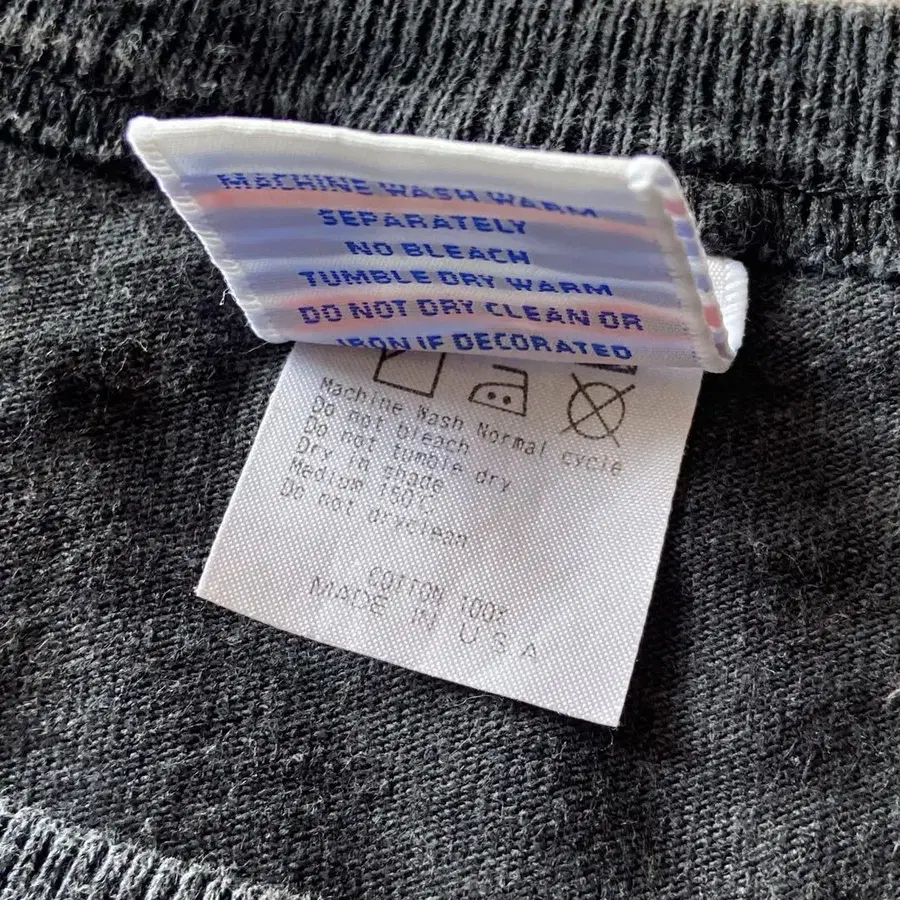 MACHINE WASH WARM
SEPARATELY
NO BLEACH
TUMBLE DRY WARM
DO NOT DRY CLEAN OR
IRON IF DECORATED
Machine Wash Normal cycle
Do not bleach
Do not tumble dry
Dry in shade
Medium 150°C
Do not dryclean
COTTON 100%
MADE IN U S A